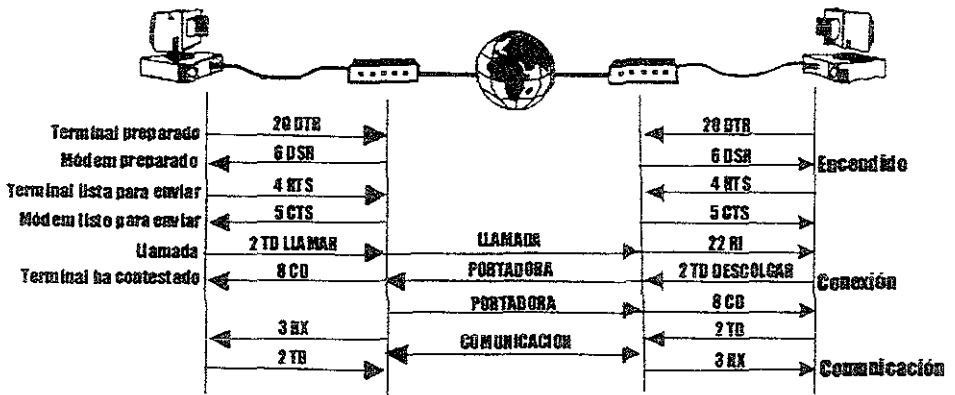 Terminal preparado 20 DTR 20 DTR
Módem preparado 6 DSR 6 DSR Encendido
Terminal lista para enviar 4 RTS 4 RTS
Módem listo para enviar 5 CTS 5 CTS
Llamada 2 TD LLAMAR LLAMADA 22 RI
Terminal ha contestado 8 CD PORTADORA 2 TD DESCOLGAR Conexión
PORTADORA 8 CD
3 RX COMUNICACION 2 TD
2 TD 3 RX Comunicación